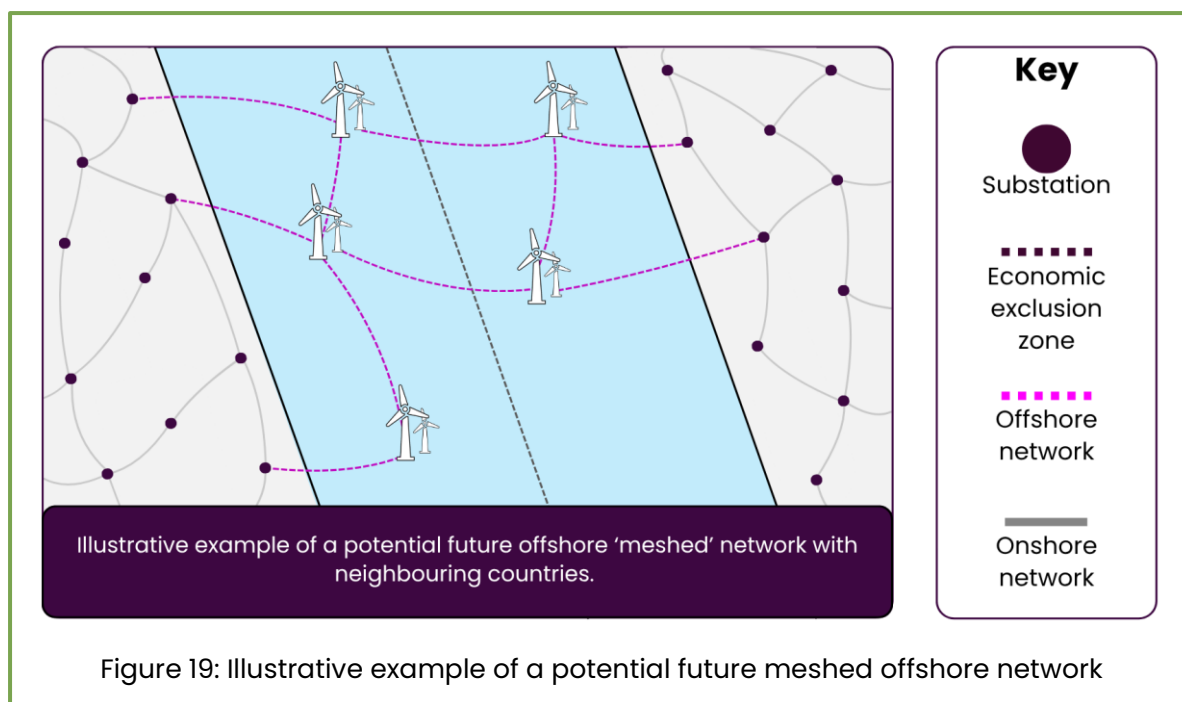 Key
Substation
Economic
exclusion
zone
Offshore
network
Onshore
network
Illustrative example of a potential future offshore ‘meshed’ network with
neighbouring countries.
Figure 19: Illustrative example of a potential future meshed offshore network